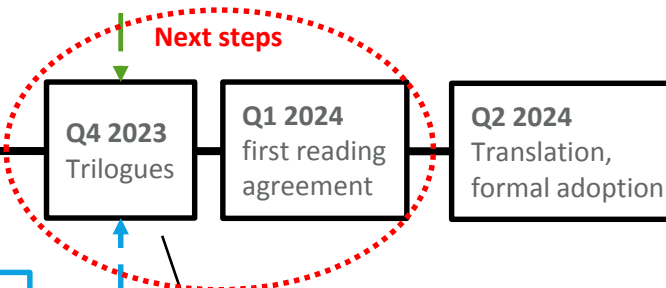 Next steps
Q4 2023
Trilogues
Q1 2024
first reading
agreement
Q2 2024
Translation,
formal adoption